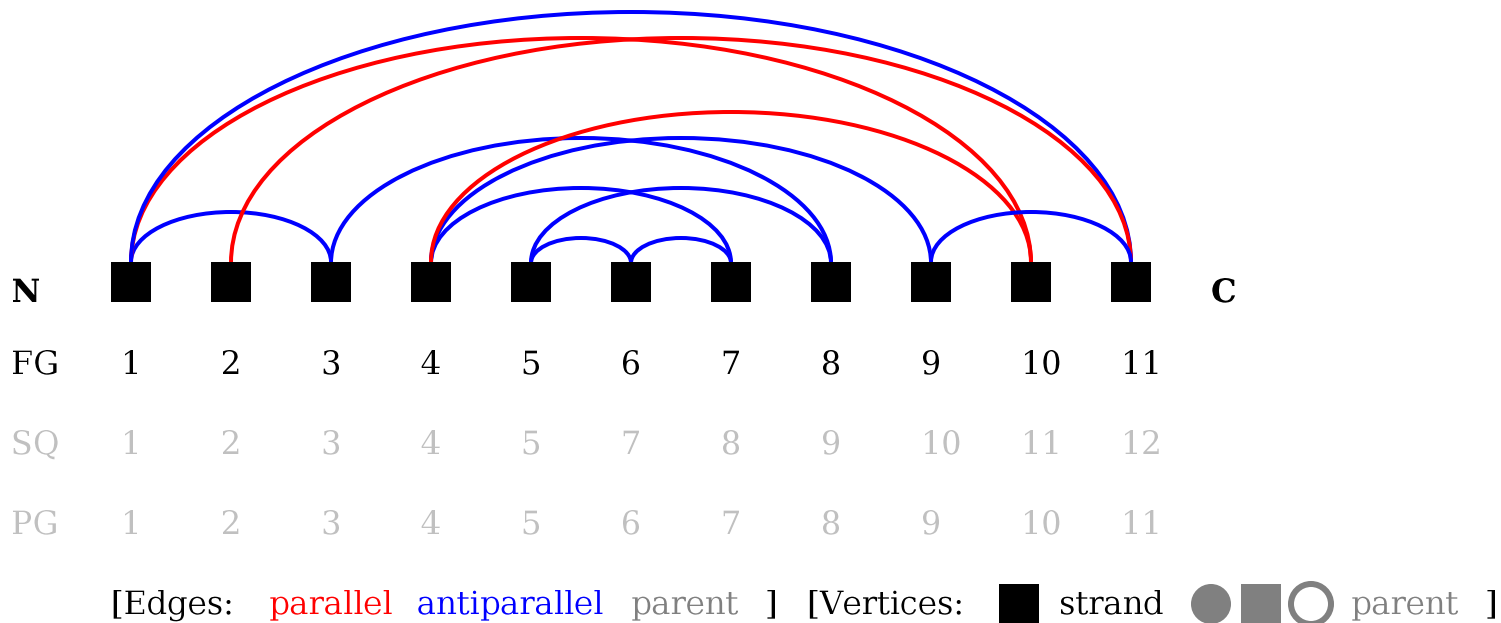 N C
FG 1 2 3 4 5 6 7 8 9 10 11
SQ 1 2 3 4 5 7 8 9 10 11 12
PG 1 2 3 4 5 6 7 8 9 10 11
[Edges: parallel antiparallel parent ] [Vertices: strand parent ]